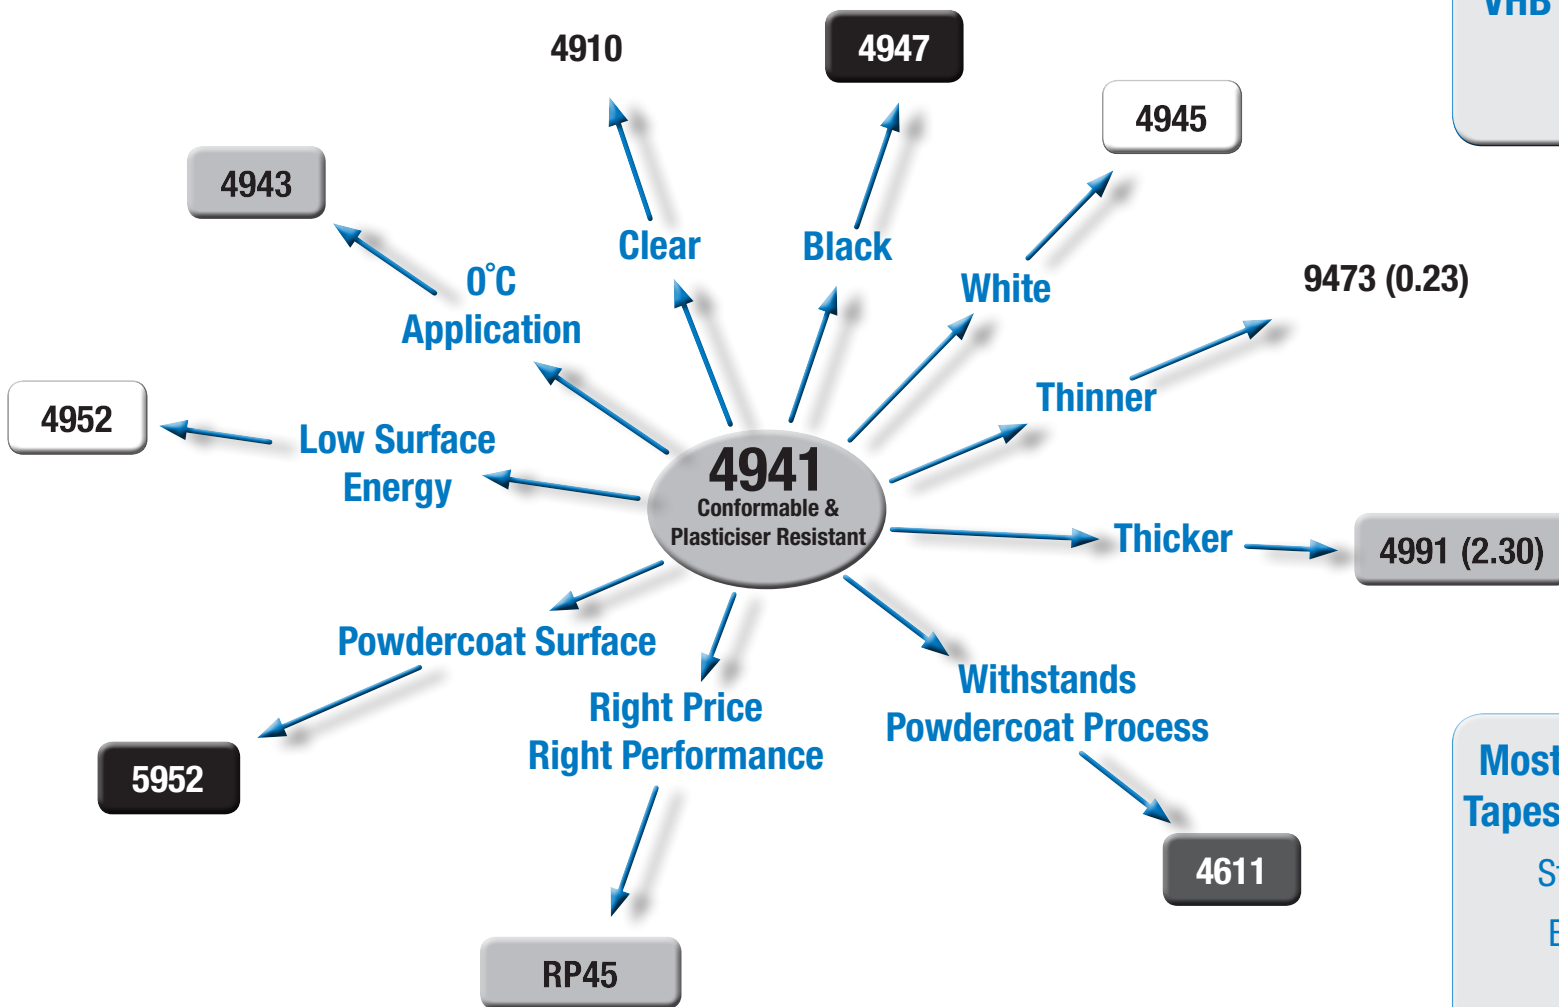 VHB
4910
4947
4945
4943
Clear
Black
White
0°C
Application
9473 (0.23)
Thinner
4952
Low Surface
Energy
4941
Conformable &
Plasticiser Resistant
Thicker
4991 (2.30)
Powdercoat Surface
Right Price
Right Performance
Withstands
Powdercoat Process
5952
4611
RP45
Most
Tapes